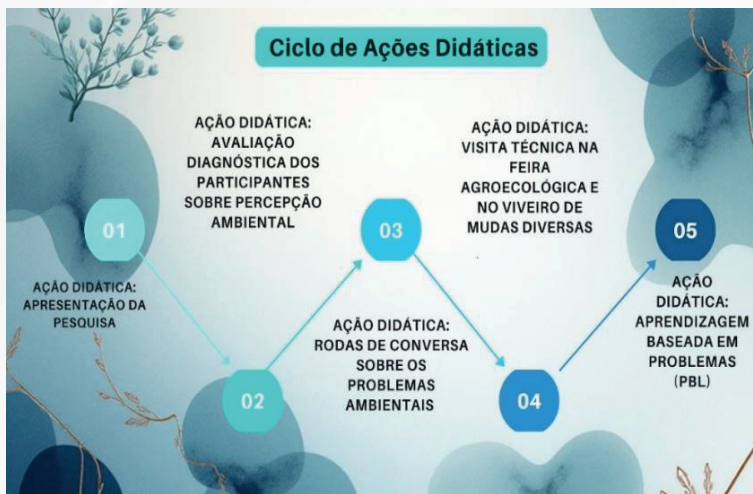 Ciclo de Ações Didáticas
01
AÇÃO DIDÁTICA:
APRESENTAÇÃO DA
PESQUISA
AÇÃO DIDÁTICA:
AVALIAÇÃO
DIAGNÓSTICA DOS
PARTICIPANTES
SOBRE PERCEPÇÃO
AMBIENTAL
02
03
AÇÃO DIDÁTICA:
RODAS DE CONVERSA
SOBRE OS
PROBLEMAS
AMBIENTAIS
AÇÃO DIDÁTICA:
VISITA TÉCNICA NA
FEIRA
AGROECOLÓGICA E
NO VIVEIRO DE
MUDAS DIVERSAS
04
05
AÇÃO
DIDÁTICA:
APRENDIZAGEM
BASEADA EM
PROBLEMAS
(PBL)